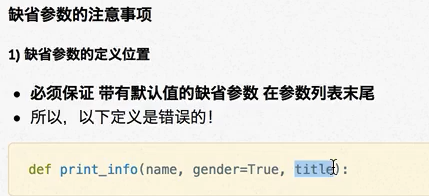 缺省参数的注意事项
1) 缺省参数的定义位置
必须保证 带有默认值的缺省参数 在参数列表末尾
所以，以下定义是错误的！
def print_info(name, gender=True, title):